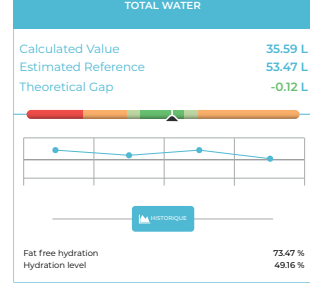 TOTAL WATER
Calculated Value 35.59 L
Estimated Reference 53.47 L
Theoretical Gap -0.12 L
HISTORIQUE
Fat free hydration 73.47 %
Hydration level 49.16 %